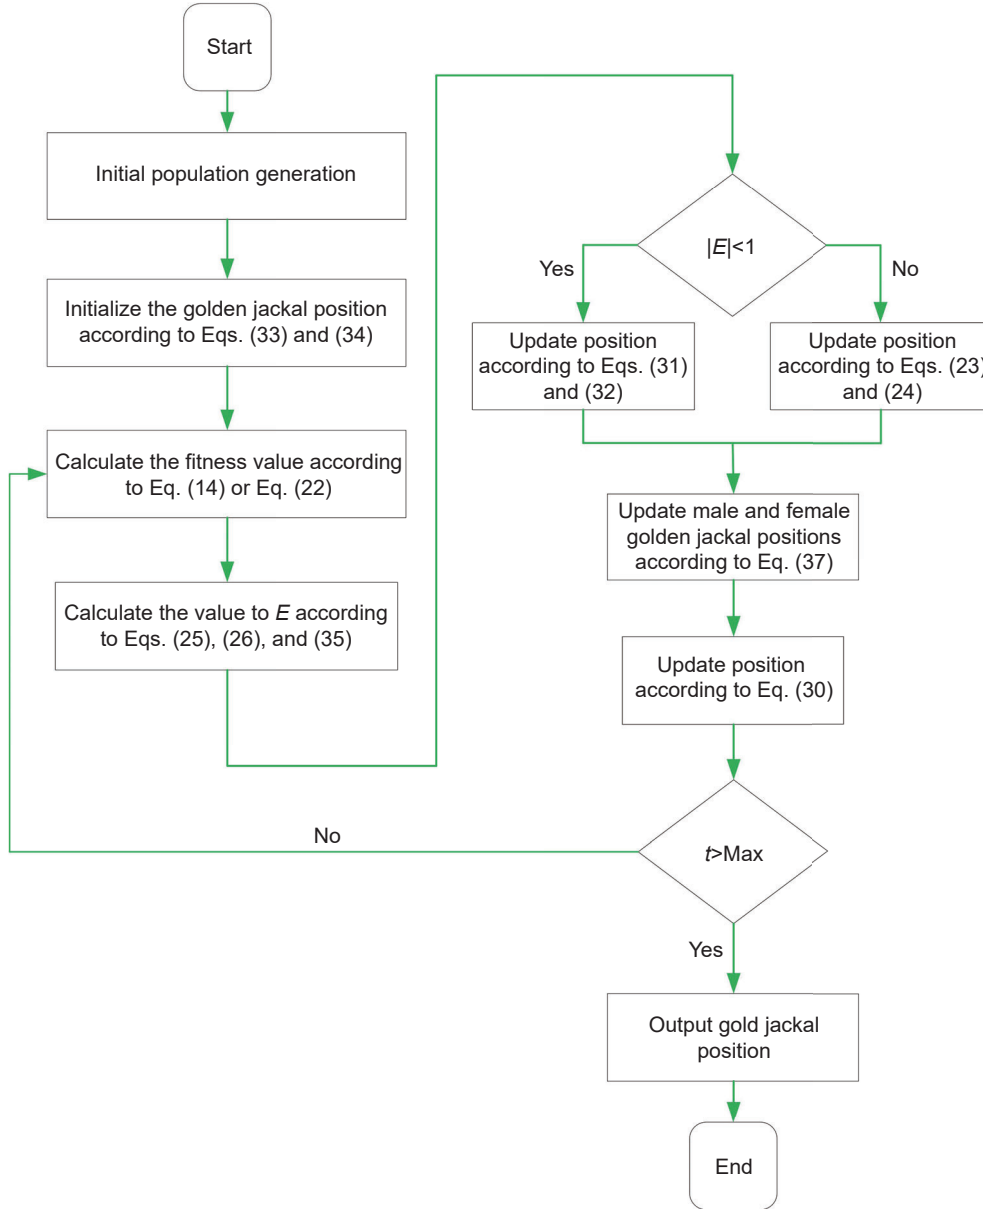 Start
Initial population generation
Initialize the golden jackal position
according to Eqs. (33) and (34)
Calculate the fitness value according
to Eq. (14) or Eq. (22)
Calculate the value to E according
to Eqs. (25), (26), and (35)
|E|<1
Yes
No
Update position
according to Eqs. (31)
and (32)
Update position
according to Eqs. (23)
and (24)
Update male and female
golden jackal positions
according to Eq. (37)
Update position
according to Eq. (30)
t>Max
No
Yes
Output gold jackal
position
End